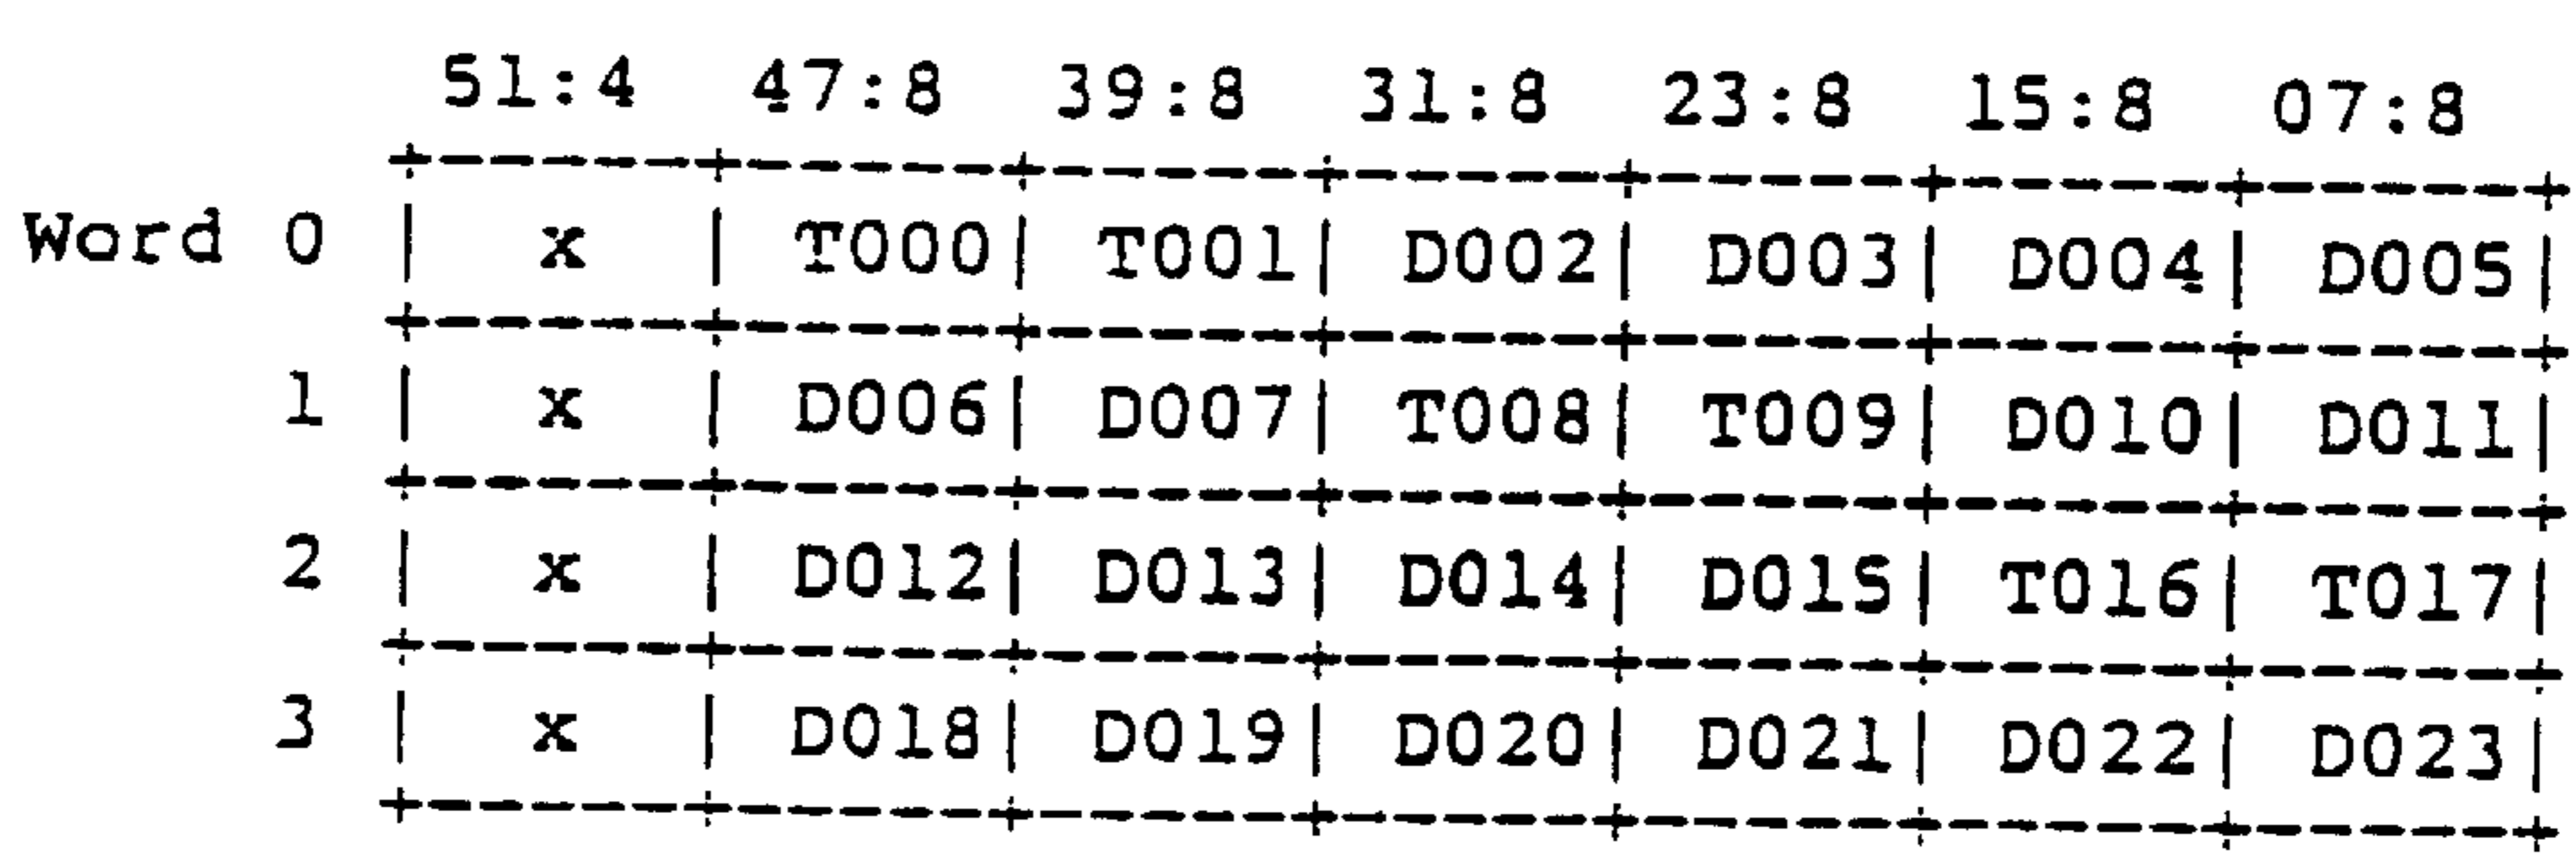 51:4 47:8 39:8 31:8 23:8 15:8 07:8
+-----+-----+-----+-----+-----+-----+-----+
Word 0 | x | T000| T001| D002| D003| D004| D005|
+-----+-----+-----+-----+-----+-----+-----+
1 | x | D006| D007| T008| T009| D010| D011|
+-----+-----+-----+-----+-----+-----+-----+
2 | x | D012| D013| D014| D015| T016| T017|
+-----+-----+-----+-----+-----+-----+-----+
3 | x | D018| D019| D020| D021| D022| D023|
+-----+-----+-----+-----+-----+-----+-----+